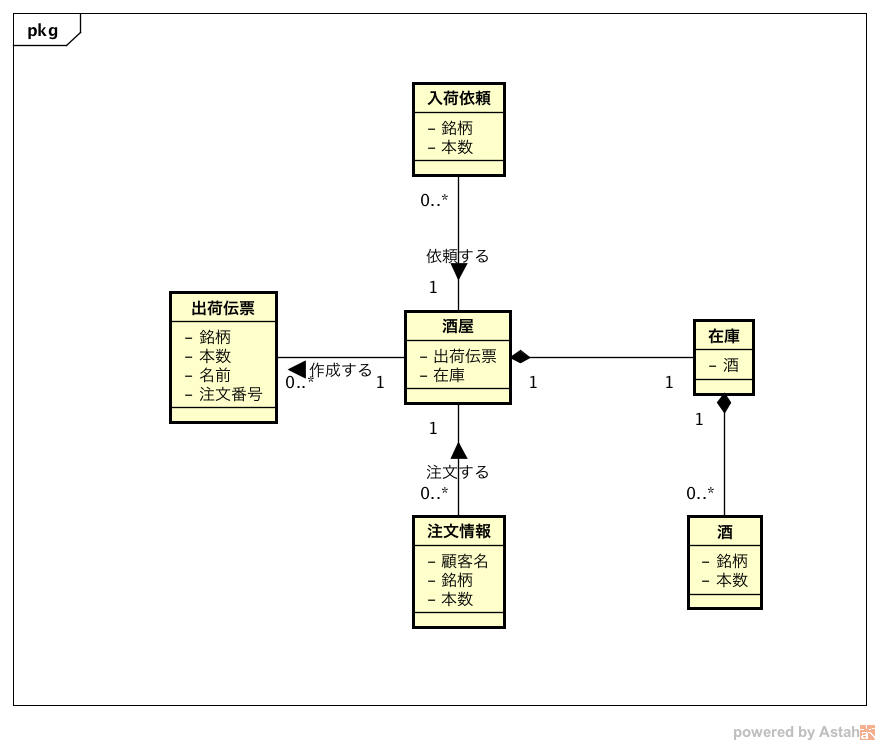 pkg
入荷依頼
- 銘柄
- 本数
0..*
依頼する
1
出荷伝票
- 銘柄
- 本数
- 名前
- 注文番号
作成する
0..*
1
酒屋
- 出荷伝票
- 在庫
1
1
在庫
- 酒
1
0..*
酒
- 銘柄
- 本数
1
注文する
0..*
注文情報
- 顧客名
- 銘柄
- 本数
powered by Astah